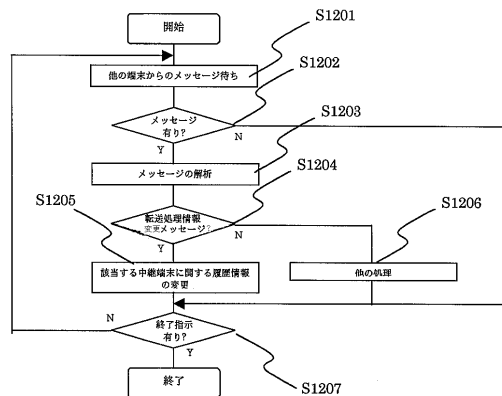 開始
S1201
他の端末からのメッセージ待ち
S1202
メッセージ
有り?
N
Y
S1203
メッセージの解析
S1204
転送処理情報
変更メッセージ?
N
Y
S1205
S1206
該当する中継端末に関する履歴情報
の変更
他の処理
N
終了指示
有り?
Y
終了
S1207